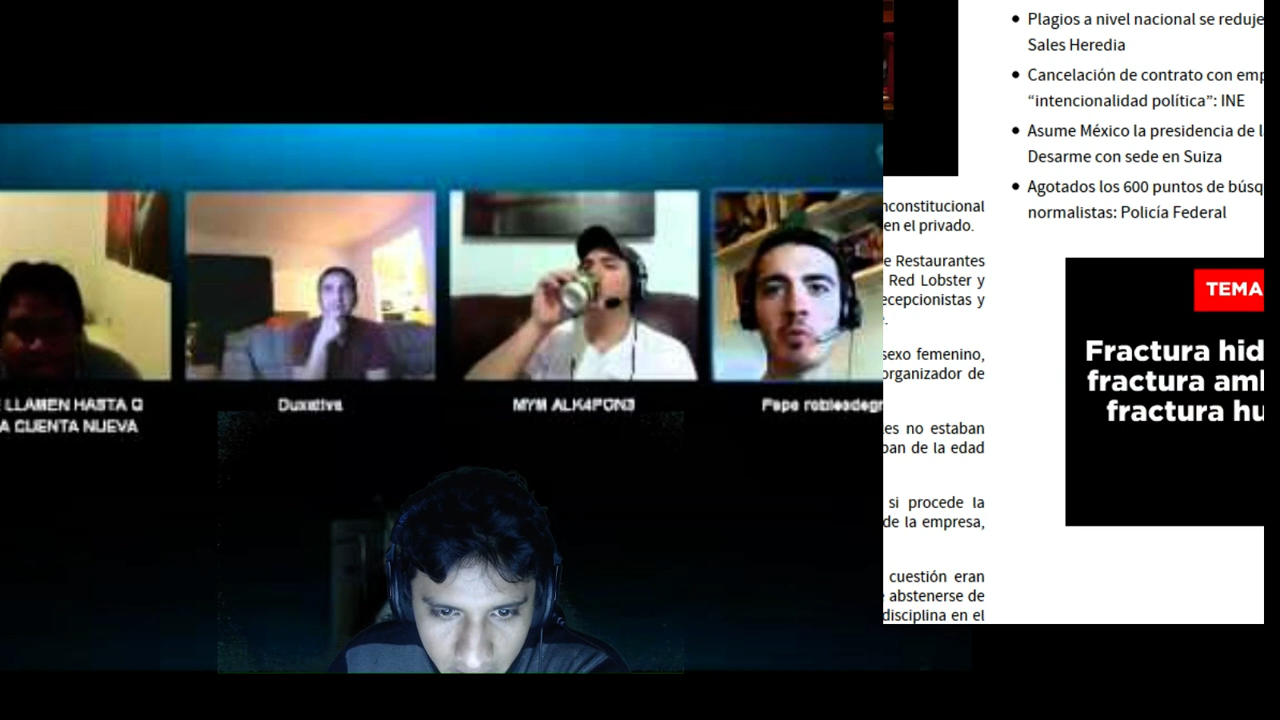 LLAMEN HASTA Q
A CUENTA NUEVA
Duxativa
MYM ALK4PON3
Pepe roblesdegr
Plagios a nivel nacional se reduje
Sales Heredia
Cancelación de contrato con emp
“intencionalidad política”: INE
Asume México la presidencia de l
Desarme con sede en Suiza
Agotados los 600 puntos de búsq
normalistas: Policía Federal
nconstitucional
en el privado.
e Restaurantes
Red Lobster y
ecepcionistas y
sexo femenino,
organizador de
es no estaban
ban de la edad
si procede la
de la empresa,
cuestión eran
abstenerse de
disciplina en el
TEMA
Fractura hid
fractura aml
fractura hu